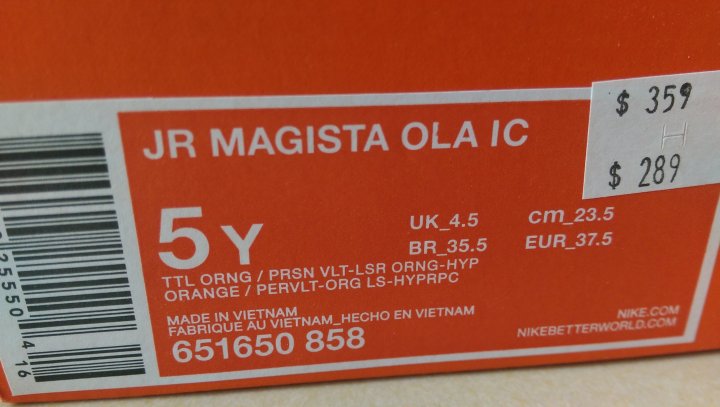 JR MAGISTA OLA IC
$ 359
H
$ 289
5Y
UK_4.5 cm_23.5
BR_35.5 EUR_37.5
TTL ORNG / PRSN VLT-LSR ORNG-HYP
ORANGE / PERVLT-ORG LS-HYPRPC
MADE IN VIETNAM
FABRIQUE AU VIETNAM_HECHO EN VIETNAM
651650 858
NIKE.COM
NIKEBETTERWORLD.COM
25550 416